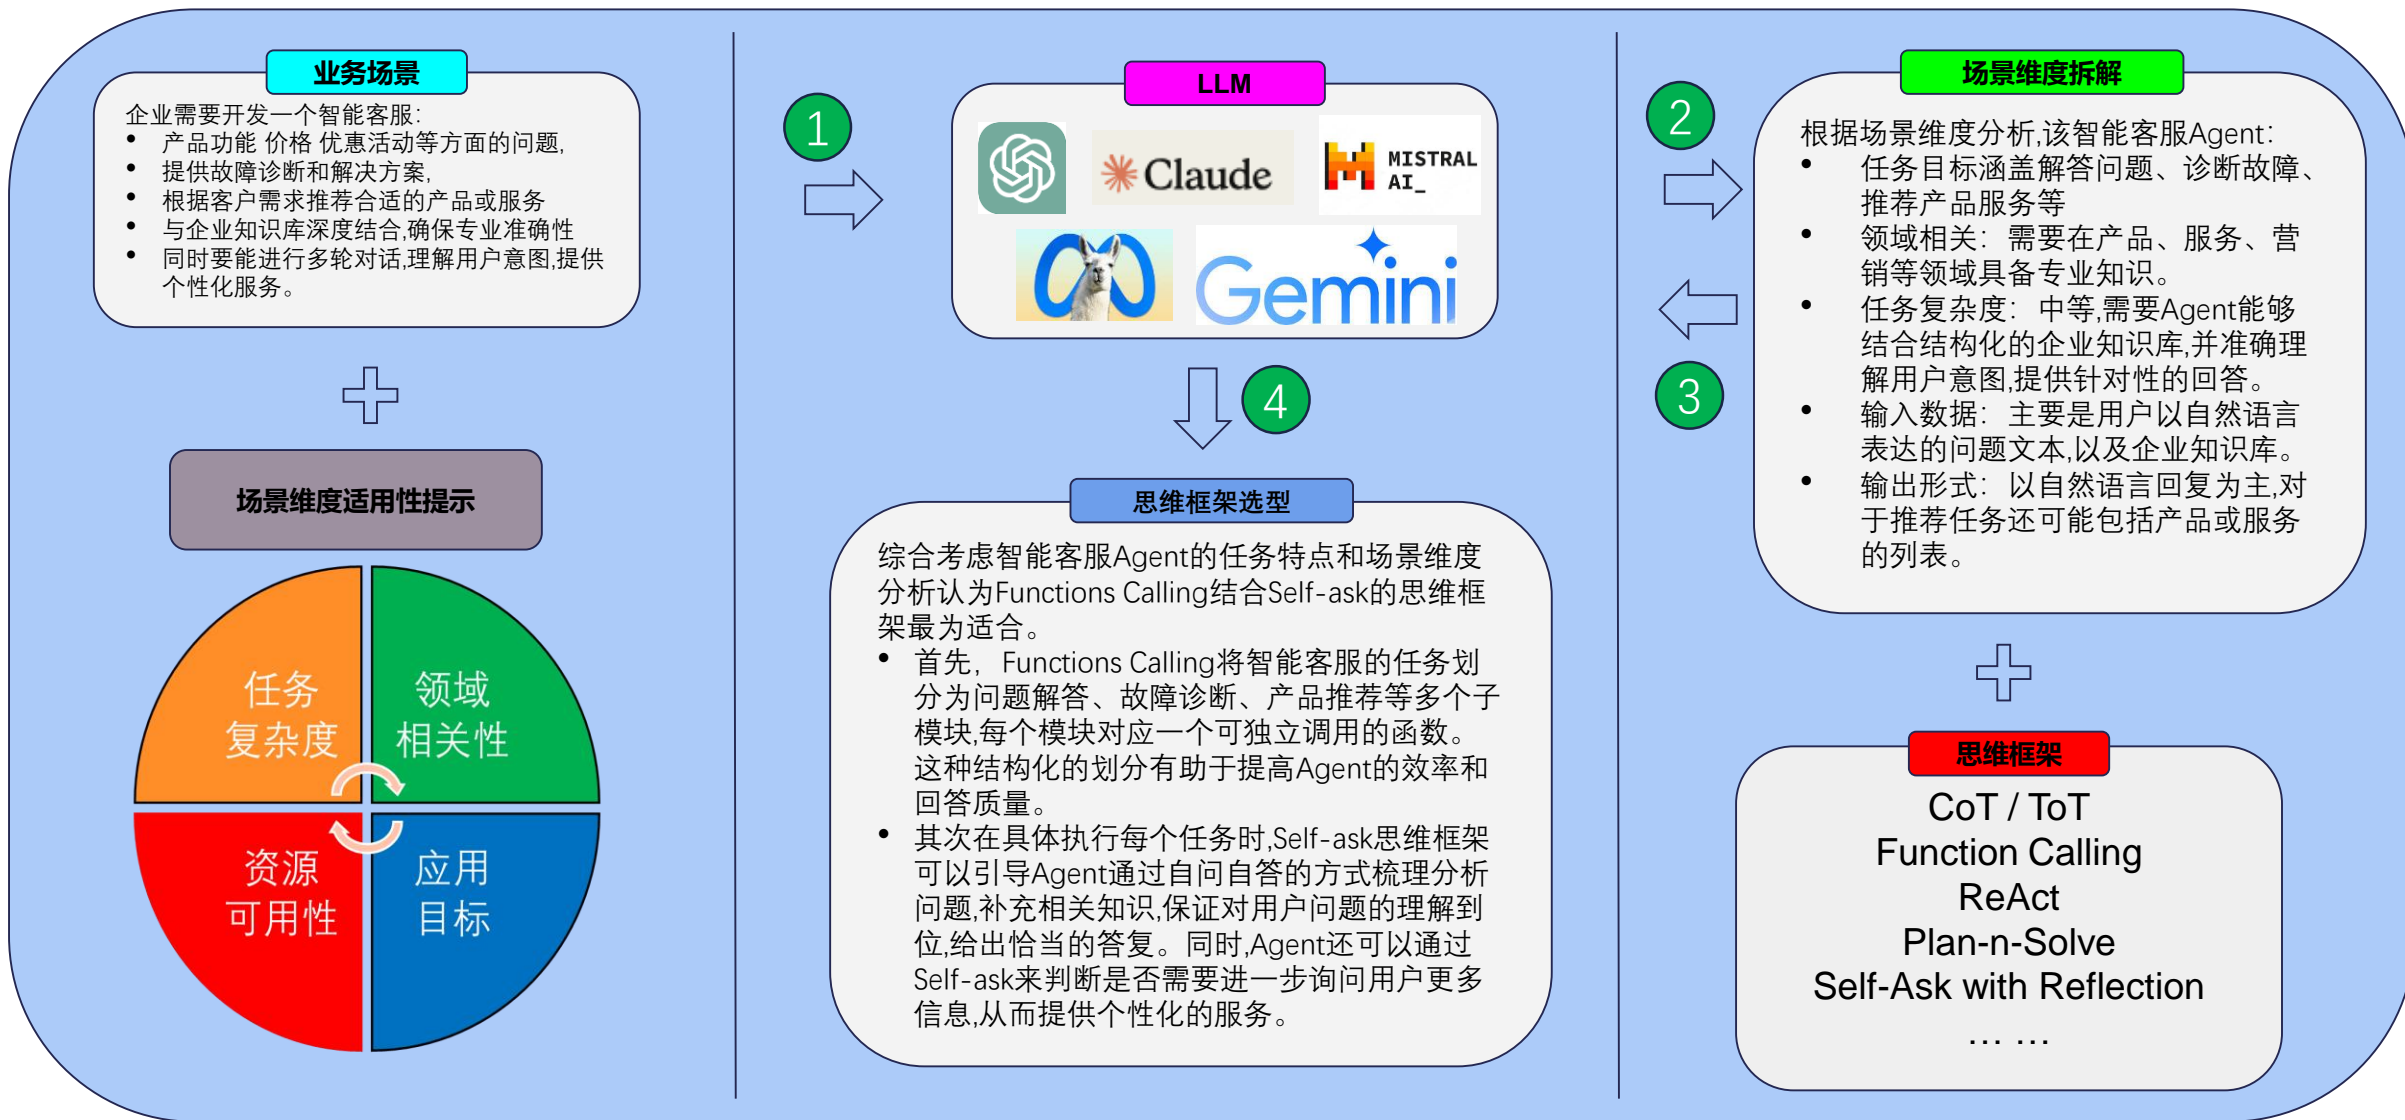 业务场景
企业需要开发一个智能客服：
• 产品功能 价格 优惠活动等方面的问题,
• 提供故障诊断和解决方案,
• 根据客户需求推荐合适的产品或服务
• 与企业知识库深度结合,确保专业准确性
• 同时要能进行多轮对话,理解用户意图,提供
个性化服务。
场景维度适用性提示
任务
复杂度
领域
相关性
资源
可用性
应用
目标
1
LLM
Claude
MISTRAL
AI_
Gemini
4
思维框架选型
综合考虑智能客服Agent的任务特点和场景维度
分析认为Functions Calling结合Self-ask的思维框
架最为适合。
• 首先，Functions Calling将智能客服的任务划
分为问题解答、故障诊断、产品推荐等多个子
模块,每个模块对应一个可独立调用的函数。
这种结构化的划分有助于提高Agent的效率和
回答质量。
• 其次在具体执行每个任务时,Self-ask思维框架
可以引导Agent通过自问自答的方式梳理分析
问题,补充相关知识,保证对用户问题的理解到
位,给出恰当的答复。同时,Agent还可以通过
Self-ask来判断是否需要进一步询问用户更多
信息,从而提供个性化的服务。
2
3
场景维度拆解
根据场景维度分析,该智能客服Agent：
• 任务目标涵盖解答问题、诊断故障、
推荐产品服务等
• 领域相关：需要在产品、服务、营
销等领域具备专业知识。
• 任务复杂度：中等,需要Agent能够
结合结构化的企业知识库,并准确理
解用户意图,提供针对性的回答。
• 输入数据：主要是用户以自然语言
表达的问题文本,以及企业知识库。
• 输出形式：以自然语言回复为主,对
于推荐任务还可能包括产品或服务
的列表。
思维框架
CoT / ToT
Function Calling
ReAct
Plan-n-Solve
Self-Ask with Reflection
… …